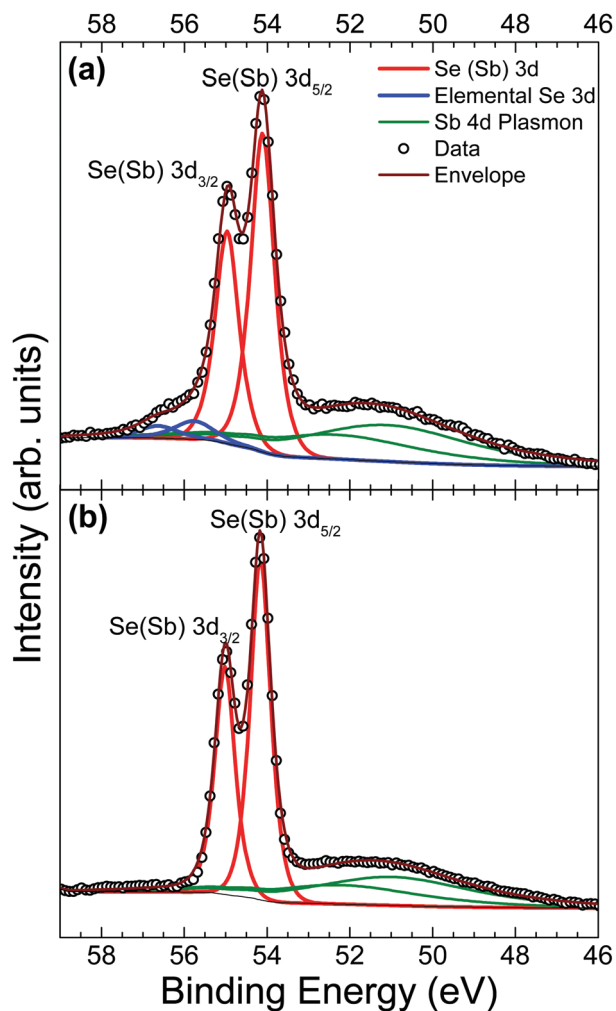 58 56 54 52 50 48 46
(a)
Se(Sb) 3d5/2
Se(Sb) 3d3/2
Se (Sb) 3d
Elemental Se 3d
Sb 4d Plasmon
Data
Envelope
Intensity (arb. units)
(b)
Se(Sb) 3d5/2
Se(Sb) 3d3/2
58 56 54 52 50 48 46
Binding Energy (eV)